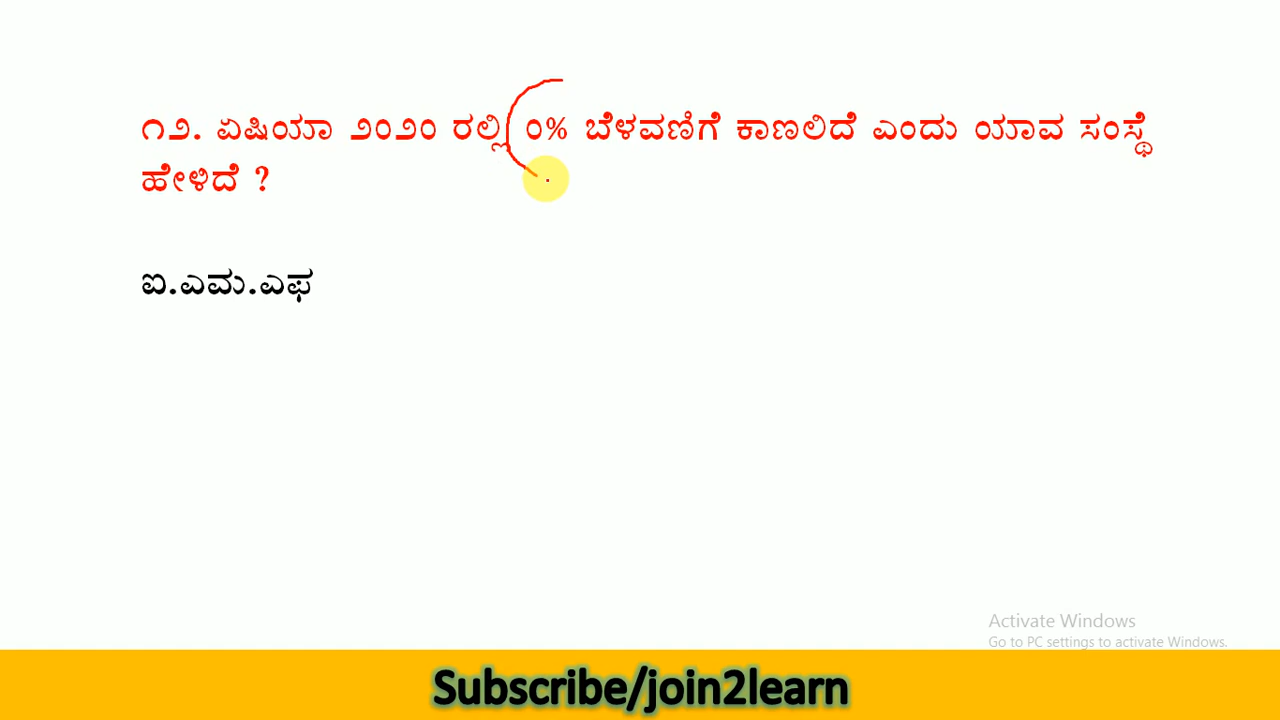 ೧೨. ಏಷಿಯಾ ೨೦೨೦ ರಲ್ಲಿ ೦% ಬೆಳವಣಿಗೆ ಕಾಣಲಿದೆ ಎಂದು ಯಾವ ಸಂಸ್ಥೆ
ಹೇಳಿದೆ ?
ಐ.ಎಮ.ಎಫ
Activate Windows
Go to PC settings to activate Windows.
Subscribe/join2learn